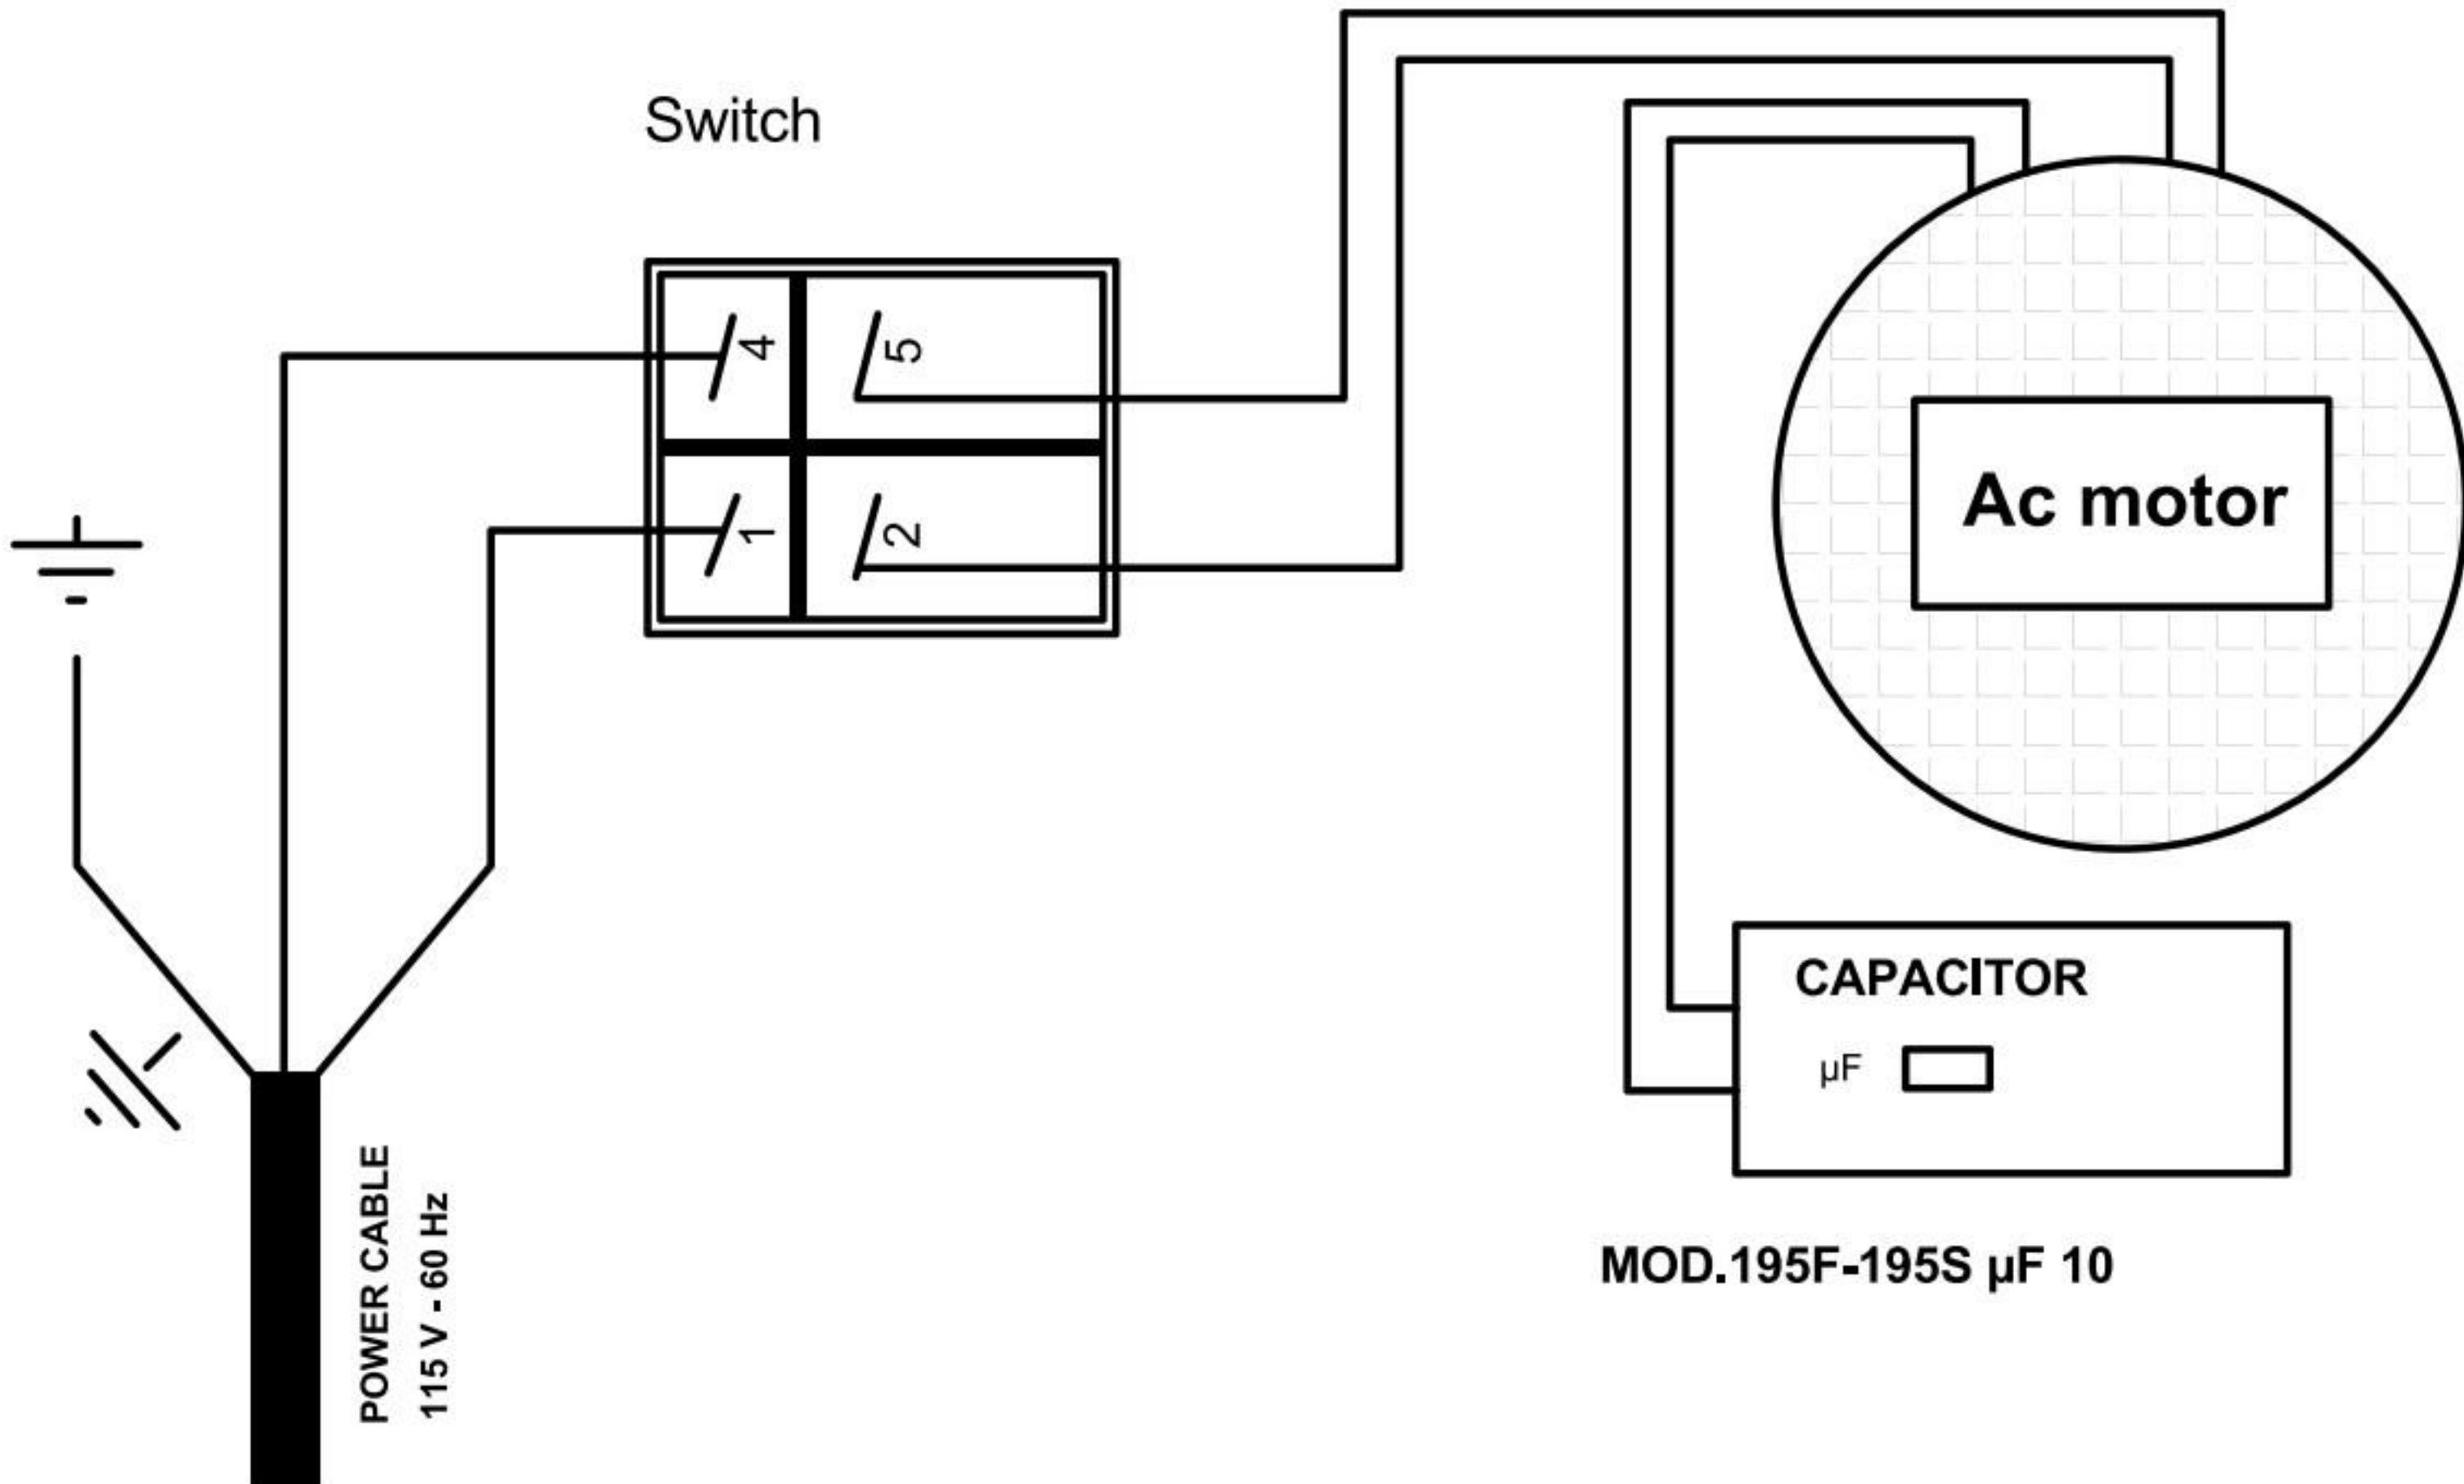 Switch
4
5
1
2
Ac motor
CAPACITOR
µF
MOD.195F-195S µF 10
POWER CABLE
115 V - 60 Hz